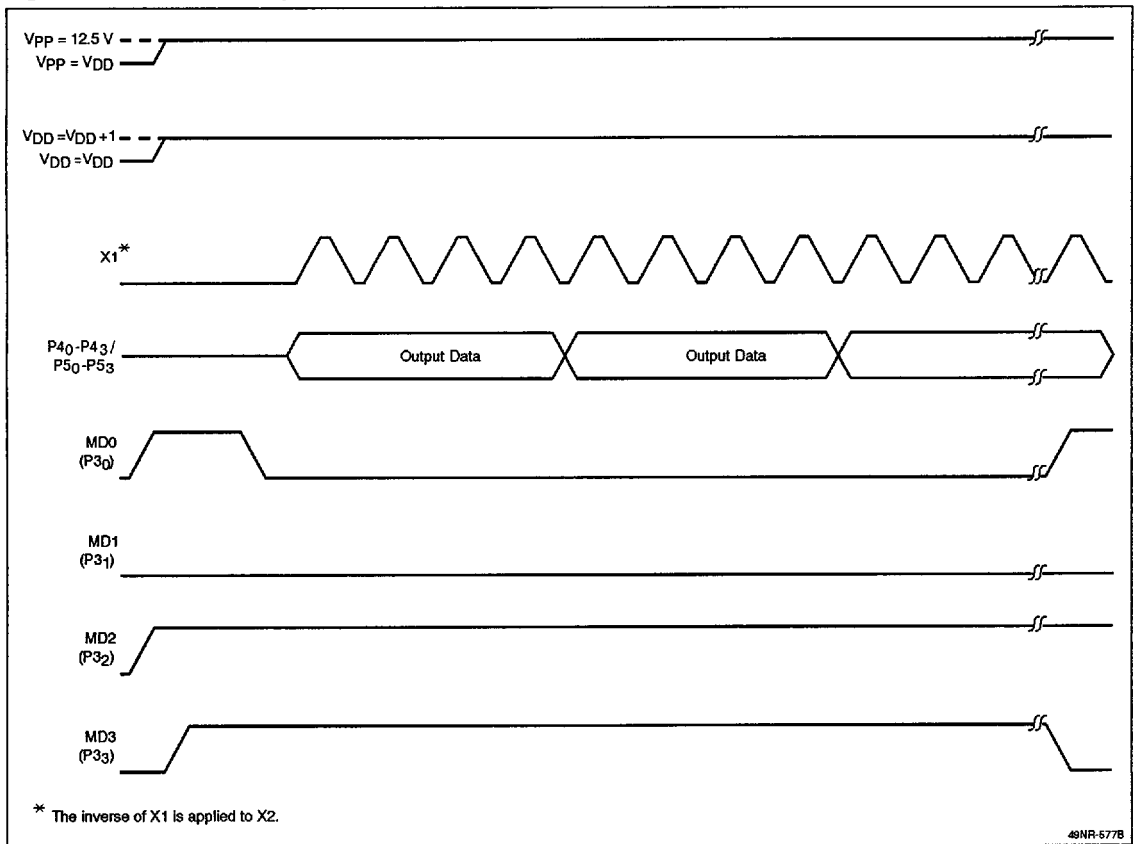 VPP = 12.5 V
VPP = VDD
VDD = VDD +1
VDD = VDD
X1*
P40-P43 /
P50-P53
Output Data
Output Data
MD0
(P30)
MD1
(P31)
MD2
(P32)
MD3
(P33)
* The inverse of X1 is applied to X2.
49NR-577B